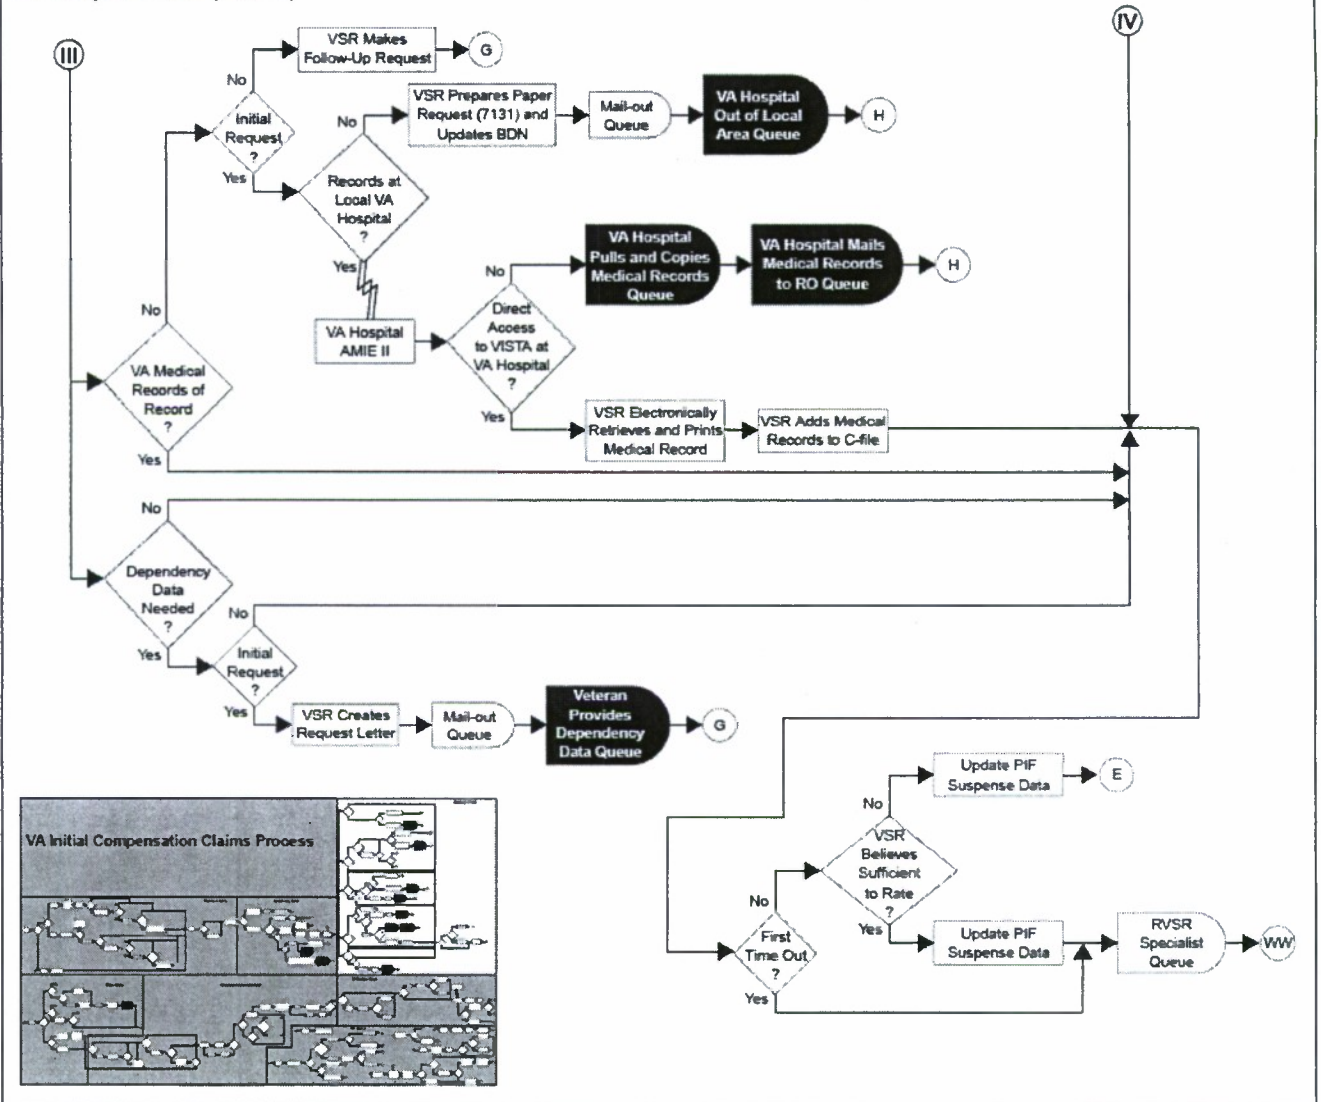 III
IV
VSR Makes
Follow-Up Request
G
No
Initial
Request
?
Yes
No
VSR Prepares Paper
Request (7131) and
Updates BDN
Mail-out
Queue
VA Hospital
Out of Local
Area Queue
H
Records at
Local VA
Hospital
?
Yes
VA Hospital
AMIE II
No
VA Hospital
Pulls and Copies
Medical Records
Queue
VA Hospital Mails
Medical Records
to RO Queue
H
Direct
Access
to VISTA at
VA Hospital
?
Yes
VSR Electronically
Retrieves and Prints
Medical Record
VSR Adds Medical
Records to C-file
No
VA Medical
Records of
Record
?
Yes
No
Dependency
Data
Needed
?
Yes
No
Initial
Request
?
Yes
VSR Creates
Request Letter
Mail-out
Queue
Veteran
Provides
Dependency
Data Queue
G
Update PIF
Suspense Data
E
No
VSR
Believes
Sufficient
to Rate
?
Yes
Update PIF
Suspense Data
RVSR
Specialist
Queue
WW
No
First
Time Out
?
Yes
VA Initial Compensation Claims Process